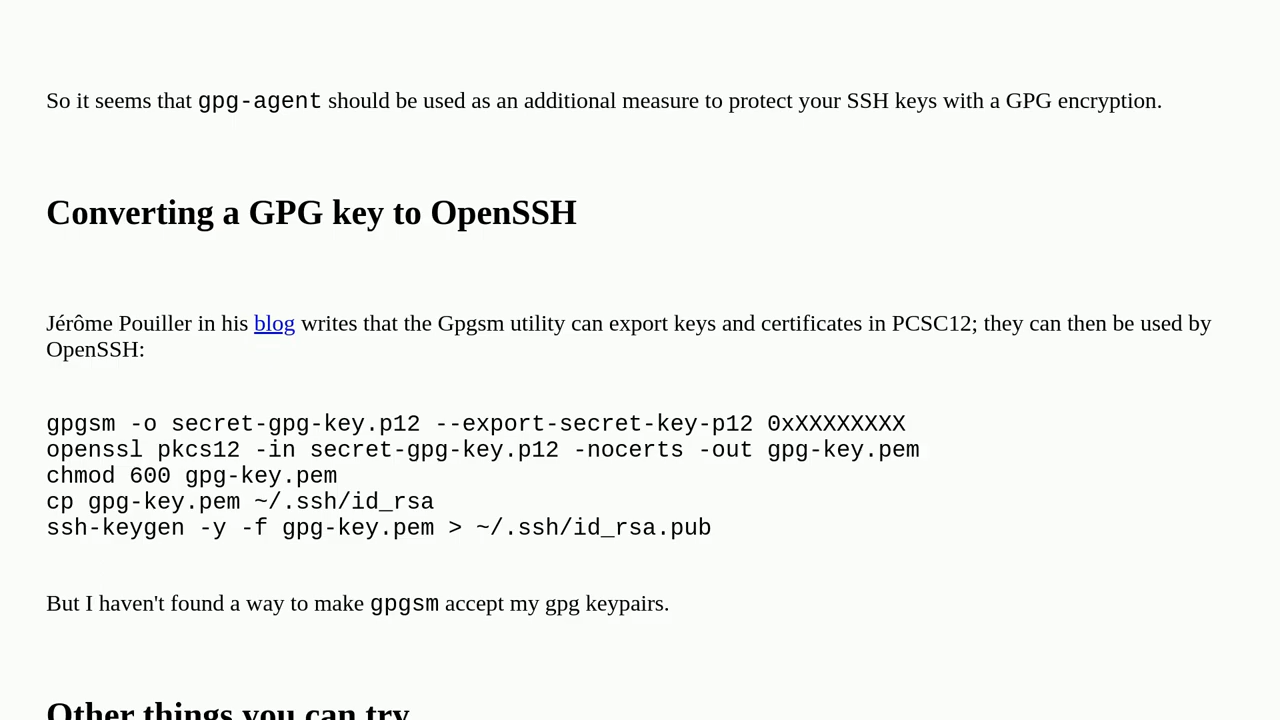 So it seems that gpg-agent should be used as an additional measure to protect your SSH keys with a GPG encryption.
Converting a GPG key to OpenSSH
Jérôme Pouiller in his blog writes that the Gpgsm utility can export keys and certificates in PCSC12; they can then be used by
OpenSSH:
gpgsm -o secret-gpg-key.p12 --export-secret-key-p12 0xXXXXXXXX
openssl pkcs12 -in secret-gpg-key.p12 -nocerts -out gpg-key.pem
chmod 600 gpg-key.pem
cp gpg-key.pem ~/.ssh/id_rsa
ssh-keygen -y -f gpg-key.pem > ~/.ssh/id_rsa.pub
But I haven't found a way to make gpgsm accept my gpg keypairs.
Other things you can try